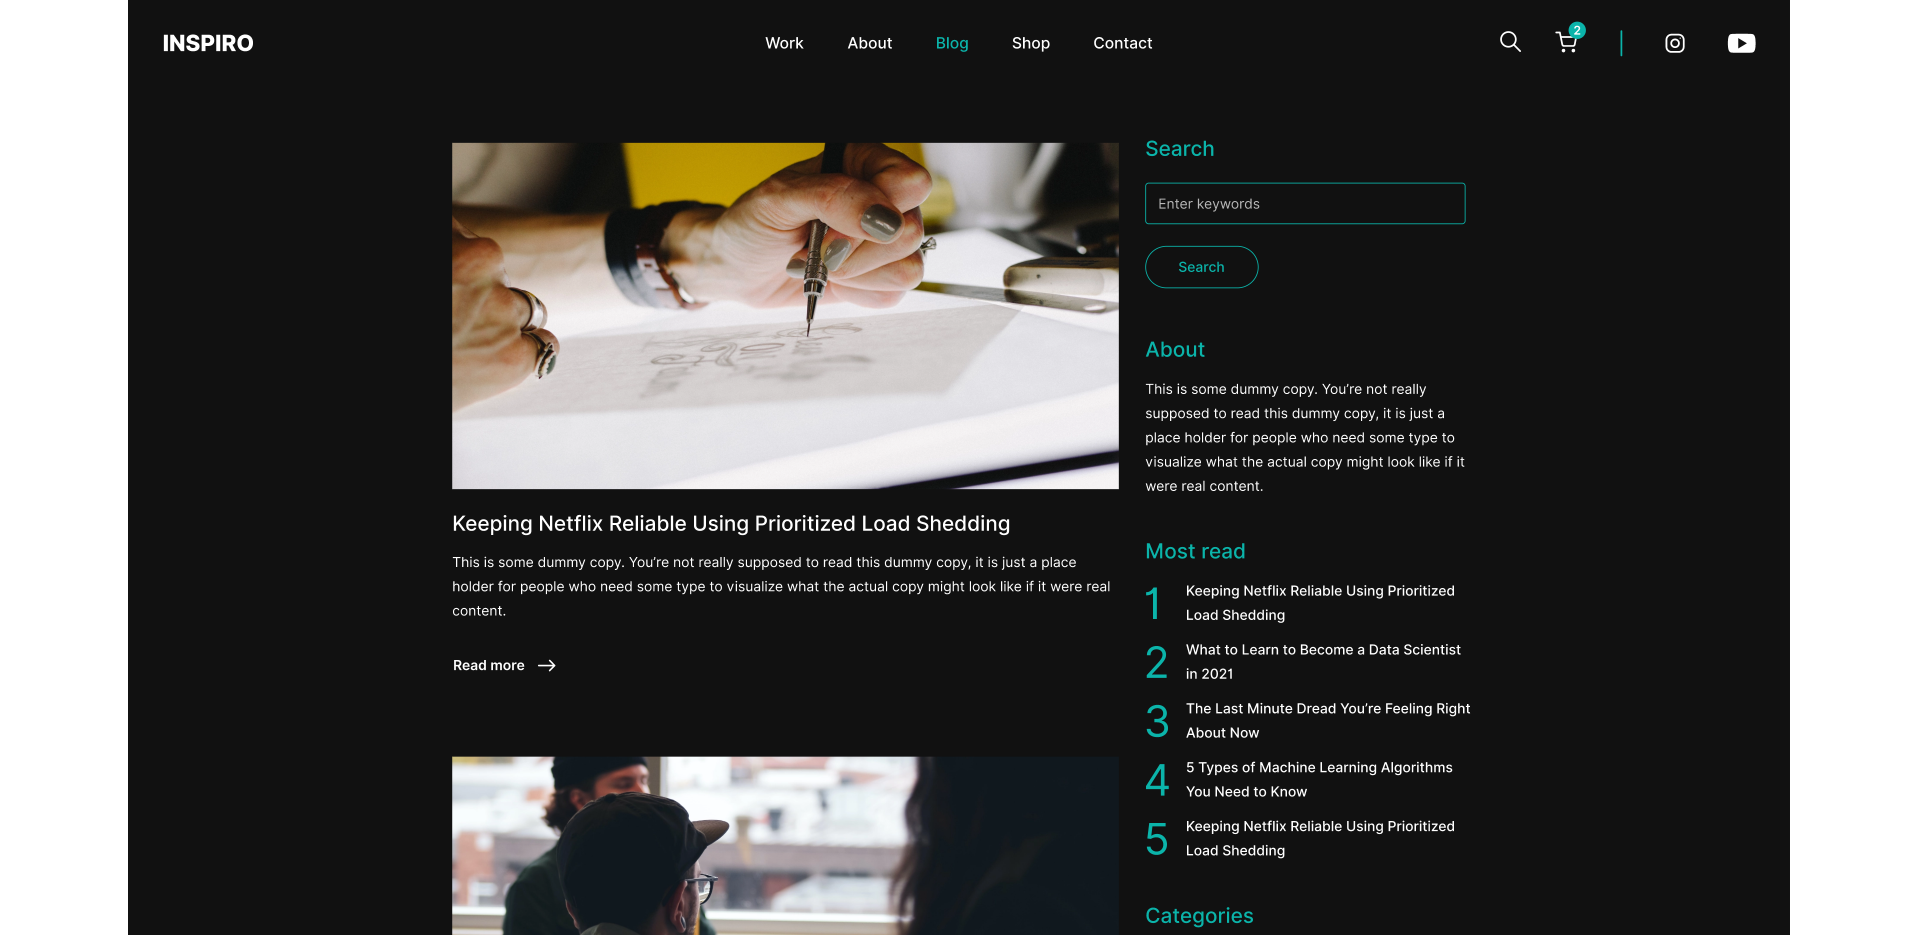 INSPIRO
Work
About
Blog
Shop
Contact
2
Keeping Netflix Reliable Using Prioritized Load Shedding
This is some dummy copy. You’re not really supposed to read this dummy copy, it is just a place
holder for people who need some type to visualize what the actual copy might look like if it were real
content.
Read more
Search
Enter keywords
Search
About
This is some dummy copy. You’re not really
supposed to read this dummy copy, it is just a
place holder for people who need some type to
visualize what the actual copy might look like if it
were real content.
Most read
1
Keeping Netflix Reliable Using Prioritized
Load Shedding
2
What to Learn to Become a Data Scientist
in 2021
3
The Last Minute Dread You’re Feeling Right
About Now
4
5 Types of Machine Learning Algorithms
You Need to Know
5
Keeping Netflix Reliable Using Prioritized
Load Shedding
Categories